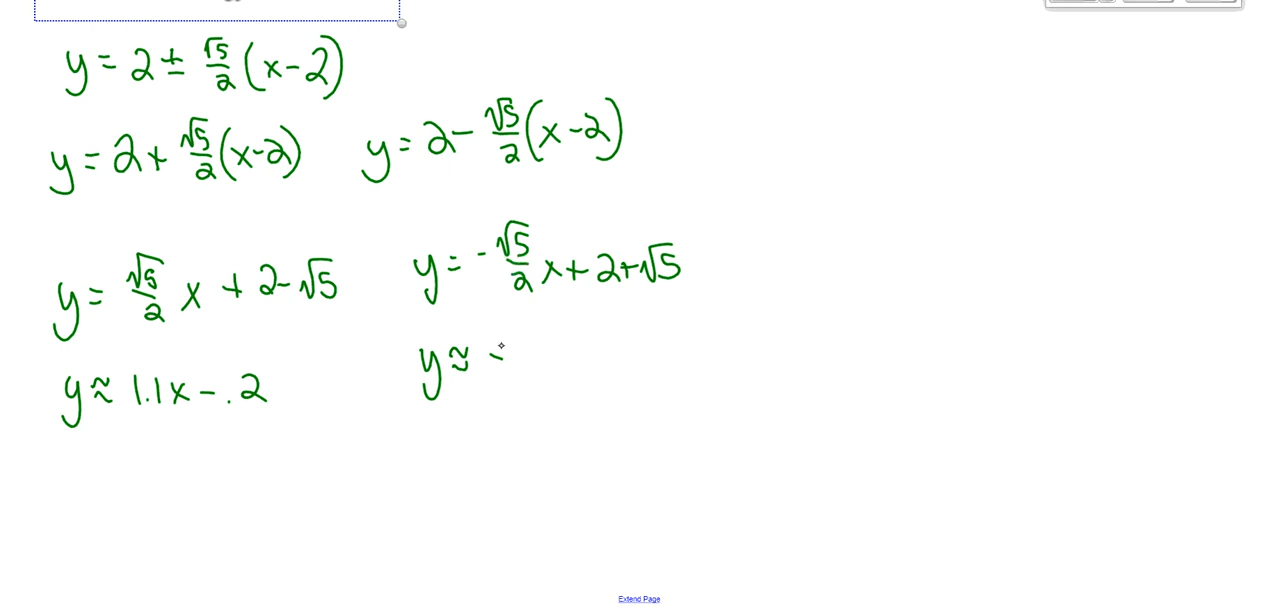 y = 2 ± √5/2 (x-2)
y = 2 + √5/2 (x-2)
y = 2 - √5/2 (x-2)
y = √5/2 x + 2 - √5
y = -√5/2 x + 2 + √5
y ≈ 1.1x - .2
y ≈ -
Extend Page